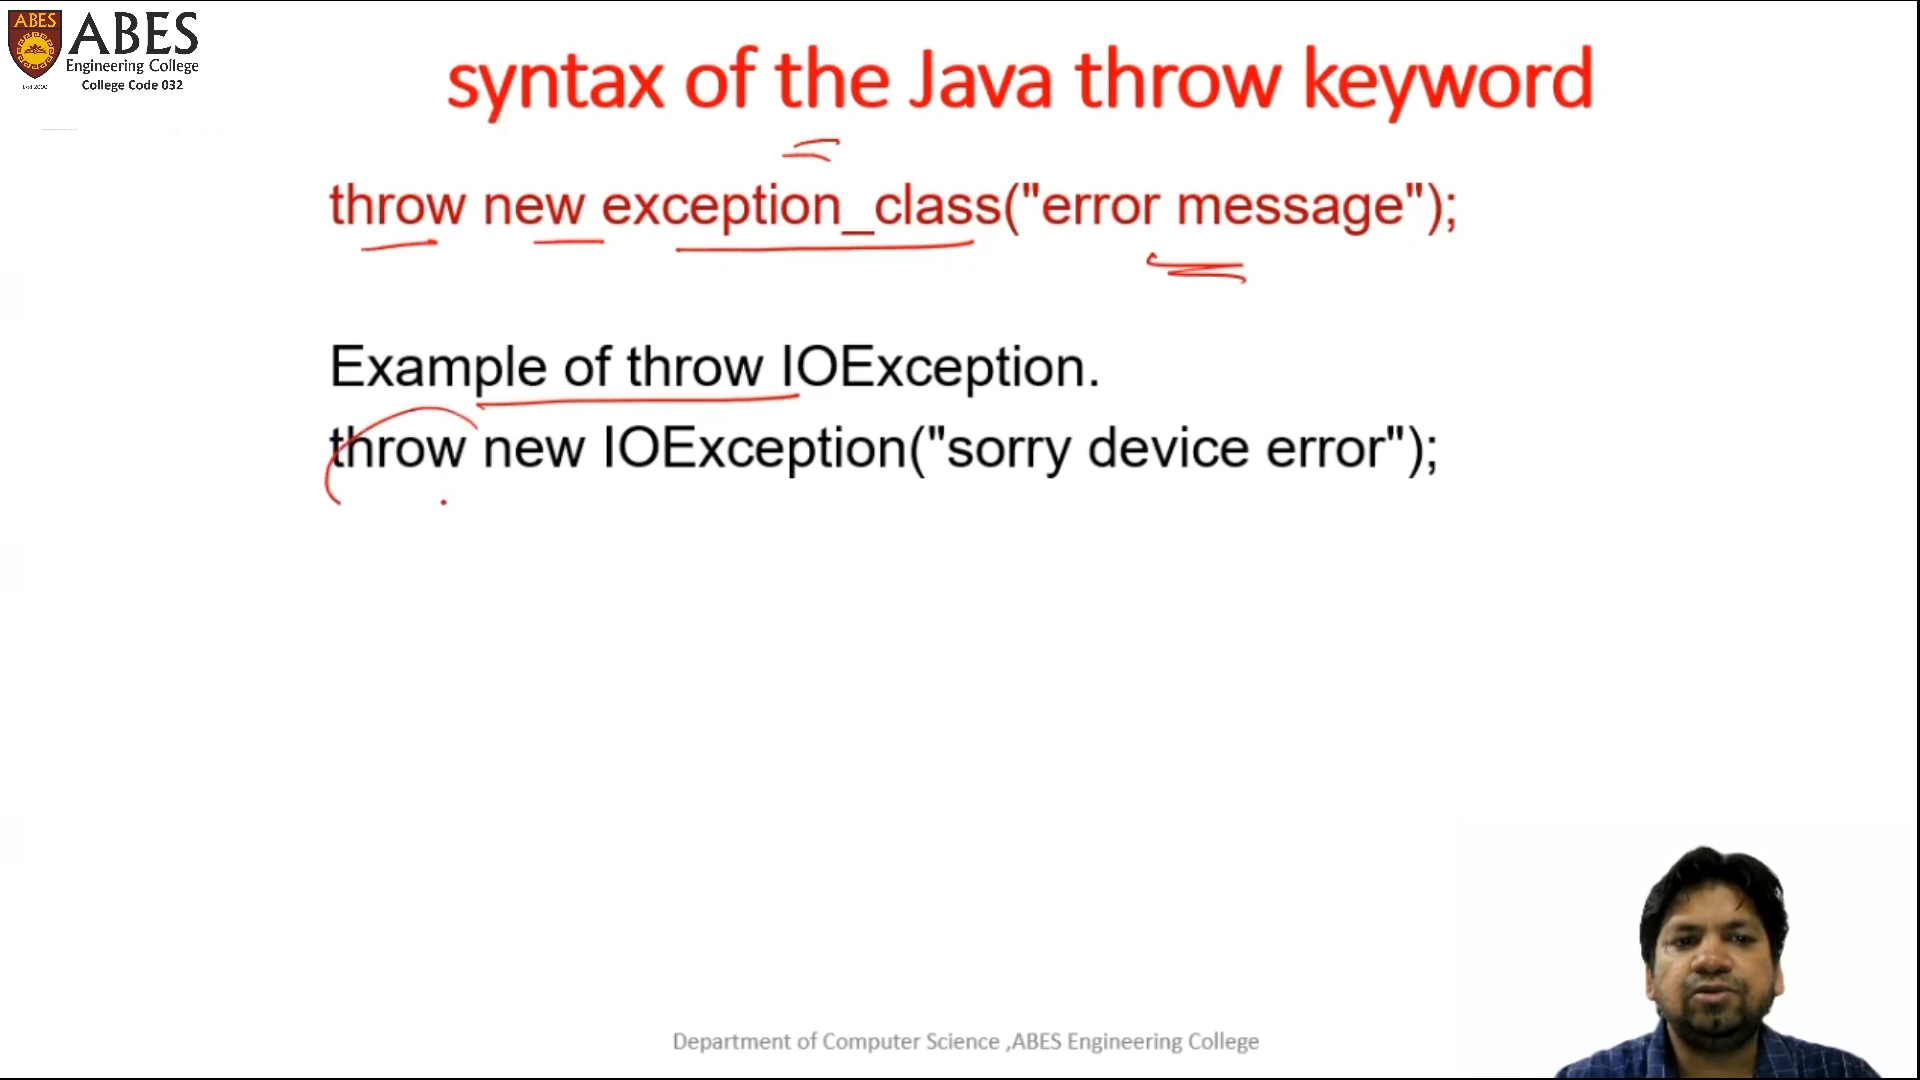 ABES
ABES
Engineering College
College Code 032
syntax of the Java throw keyword
throw new exception_class("error message");
Example of throw IOException.
throw new IOException("sorry device error");
Department of Computer Science ,ABES Engineering College